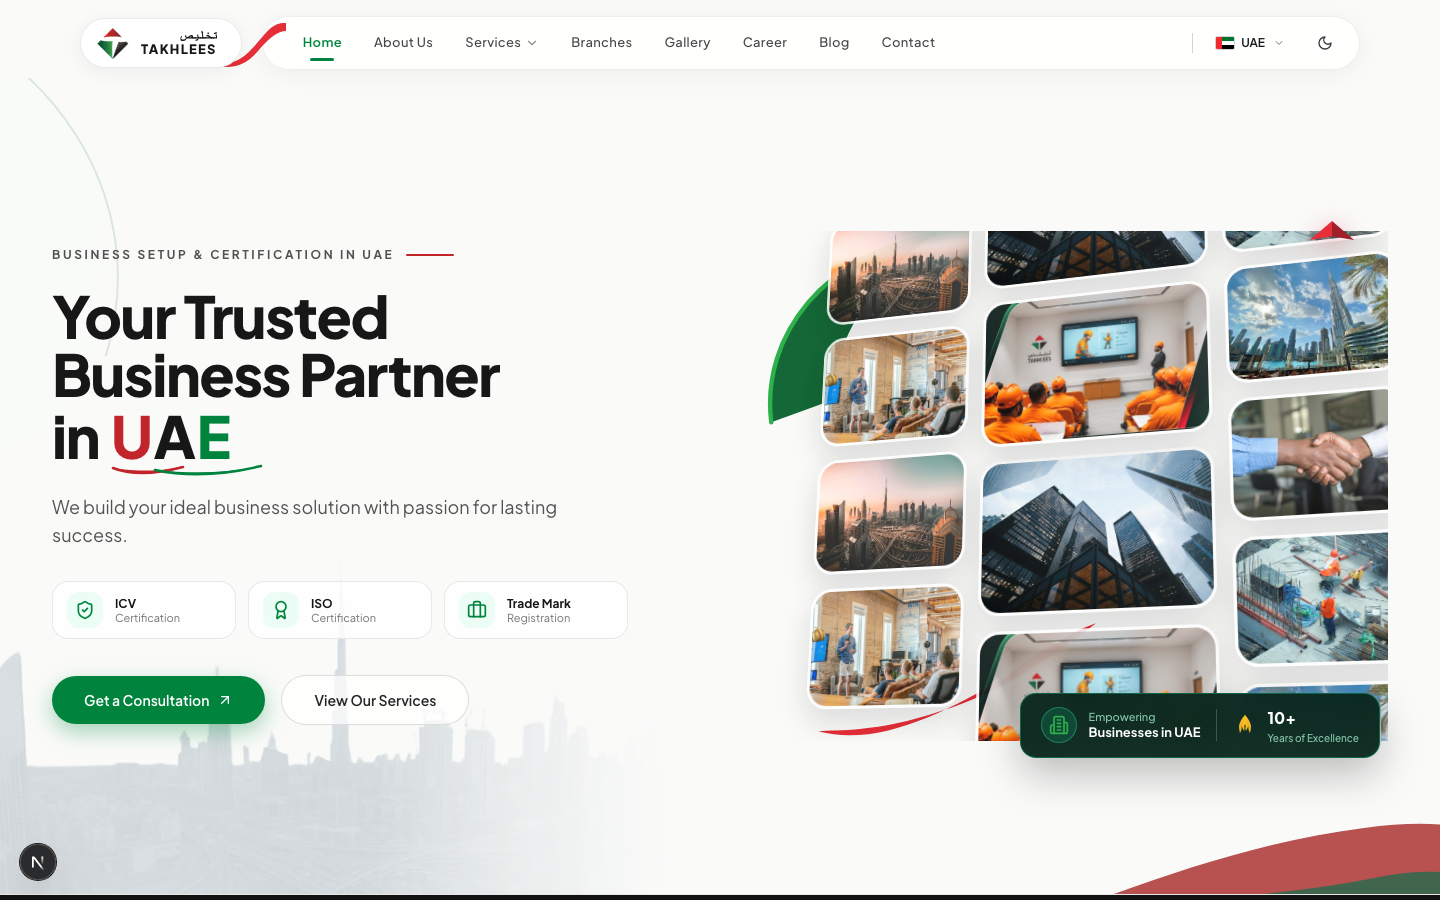 تخليص
TAKHLEES
Home
About Us
Services
Branches
Gallery
Career
Blog
Contact
UAE
BUSINESS SETUP & CERTIFICATION IN UAE
Your Trusted
Business Partner
in UAE
We build your ideal business solution with passion for lasting
success.
ICV
Certification
ISO
Certification
Trade Mark
Registration
Get a Consultation
View Our Services
TAKHLEES
Empowering
Businesses in UAE
10+
Years of Excellence
N